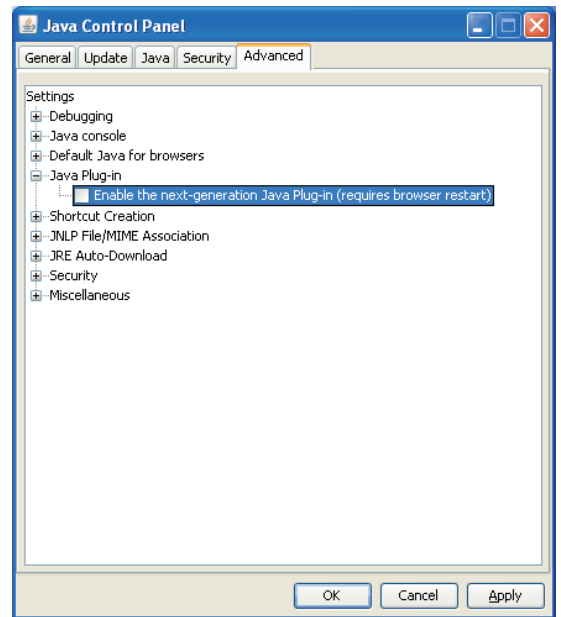 Java Control Panel
General Update Java Security Advanced
Settings
Debugging
Java console
Default Java for browsers
Java Plug-in
Enable the next-generation Java Plug-in (requires browser restart)
Shortcut Creation
JNLP File/MIME Association
JRE Auto-Download
Security
Miscellaneous
OK Cancel Apply